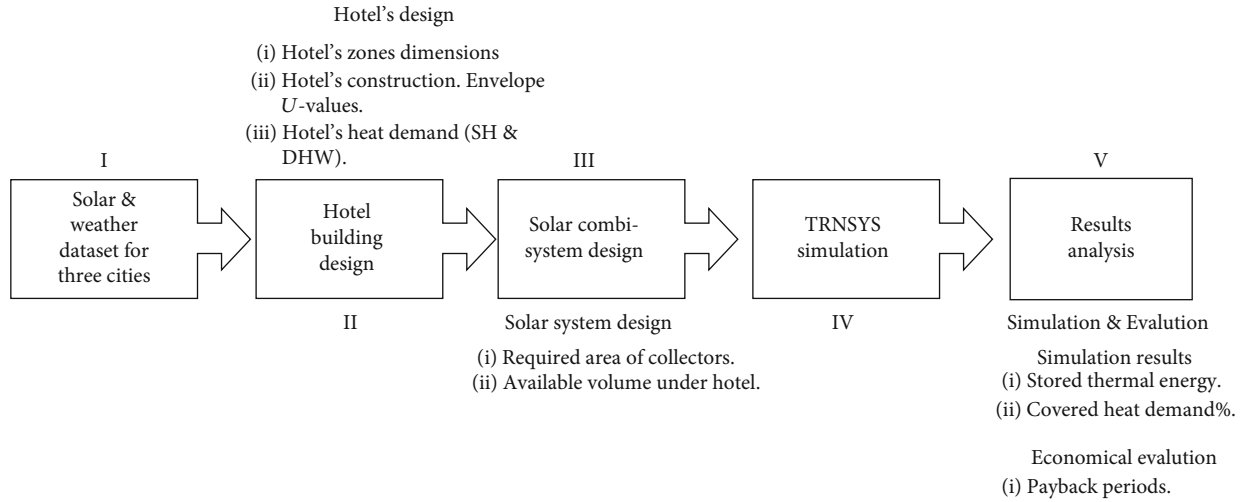 Hotel's design
(i) Hotel's zones dimensions
(ii) Hotel's construction. Envelope
U-values.
(iii) Hotel's heat demand (SH &
DHW).
I
Solar &
weather
dataset for
three cities
Hotel
building
design
II
III
Solar combi-
system design
Solar system design
(i) Required area of collectors.
(ii) Available volume under hotel.
TRNSYS
simulation
IV
V
Results
analysis
Simulation & Evalution
Simulation results
(i) Stored thermal energy.
(ii) Covered heat demand%.
Economical evalution
(i) Payback periods.